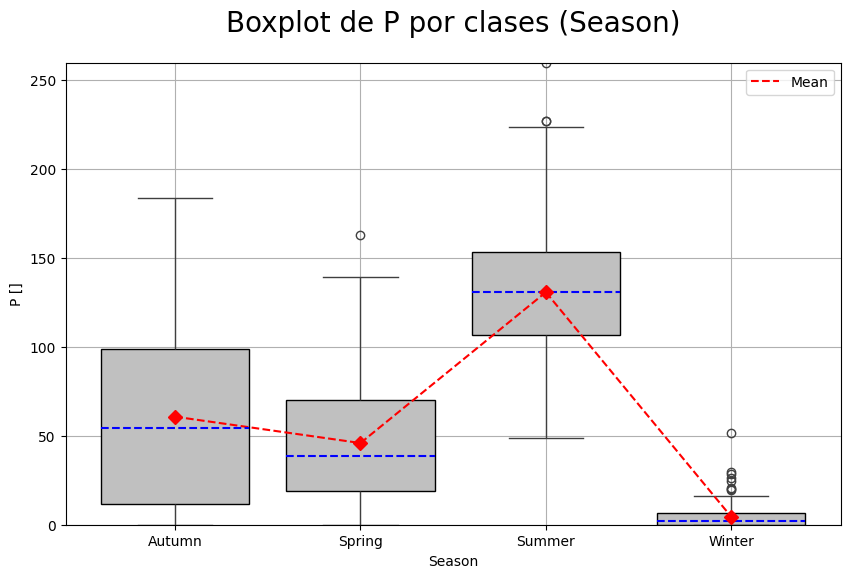 Boxplot de P por clases (Season)
Mean
250
200
150
100
50
0
P []
Autumn Spring Summer Winter
Season